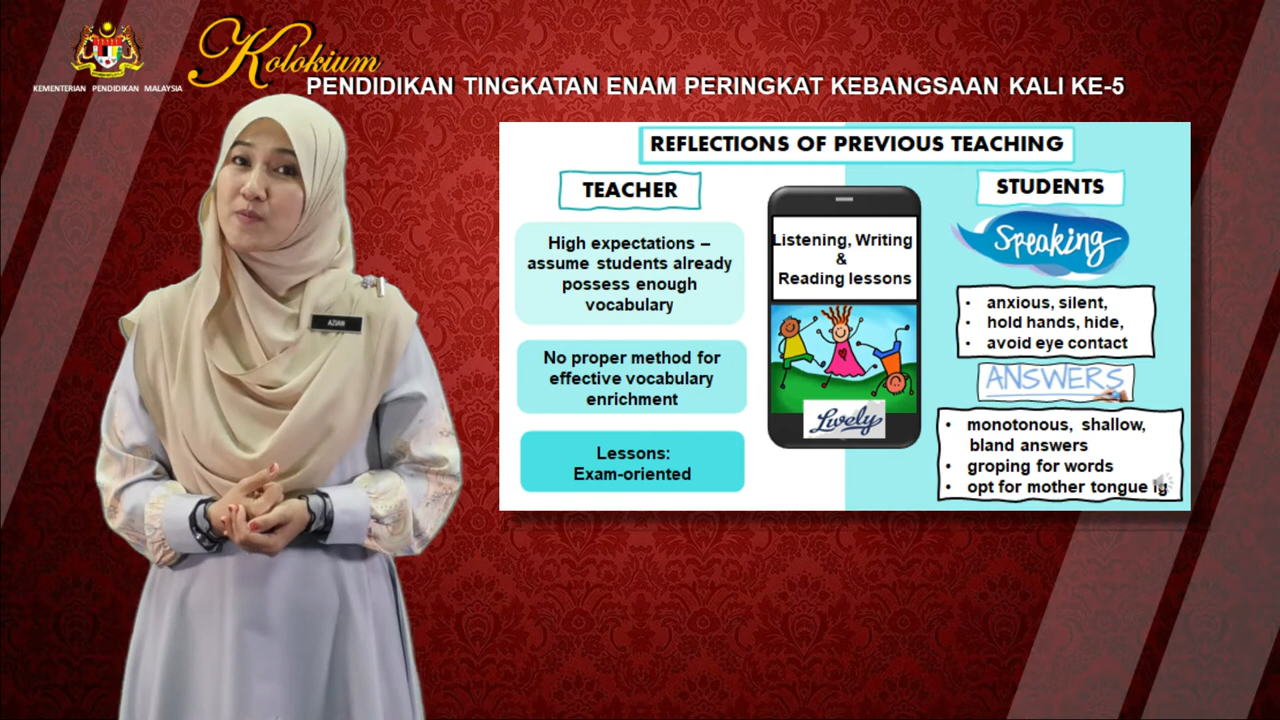 Kolokium
KEMENTERIAN PENDIDIKAN MALAYSIA
PENDIDIKAN TINGKATAN ENAM PERINGKAT KEBANGSAAN KALI KE-5
REFLECTIONS OF PREVIOUS TEACHING
TEACHER
High expectations –
assume students already
possess enough
vocabulary
No proper method for
effective vocabulary
enrichment
Lessons:
Exam-oriented
Listening, Writing
&
Reading lessons
Lively
STUDENTS
Speaking
• anxious, silent,
• hold hands, hide,
• avoid eye contact
ANSWERS
• monotonous, shallow,
bland answers
• groping for words
• opt for mother tongue
AZIAN